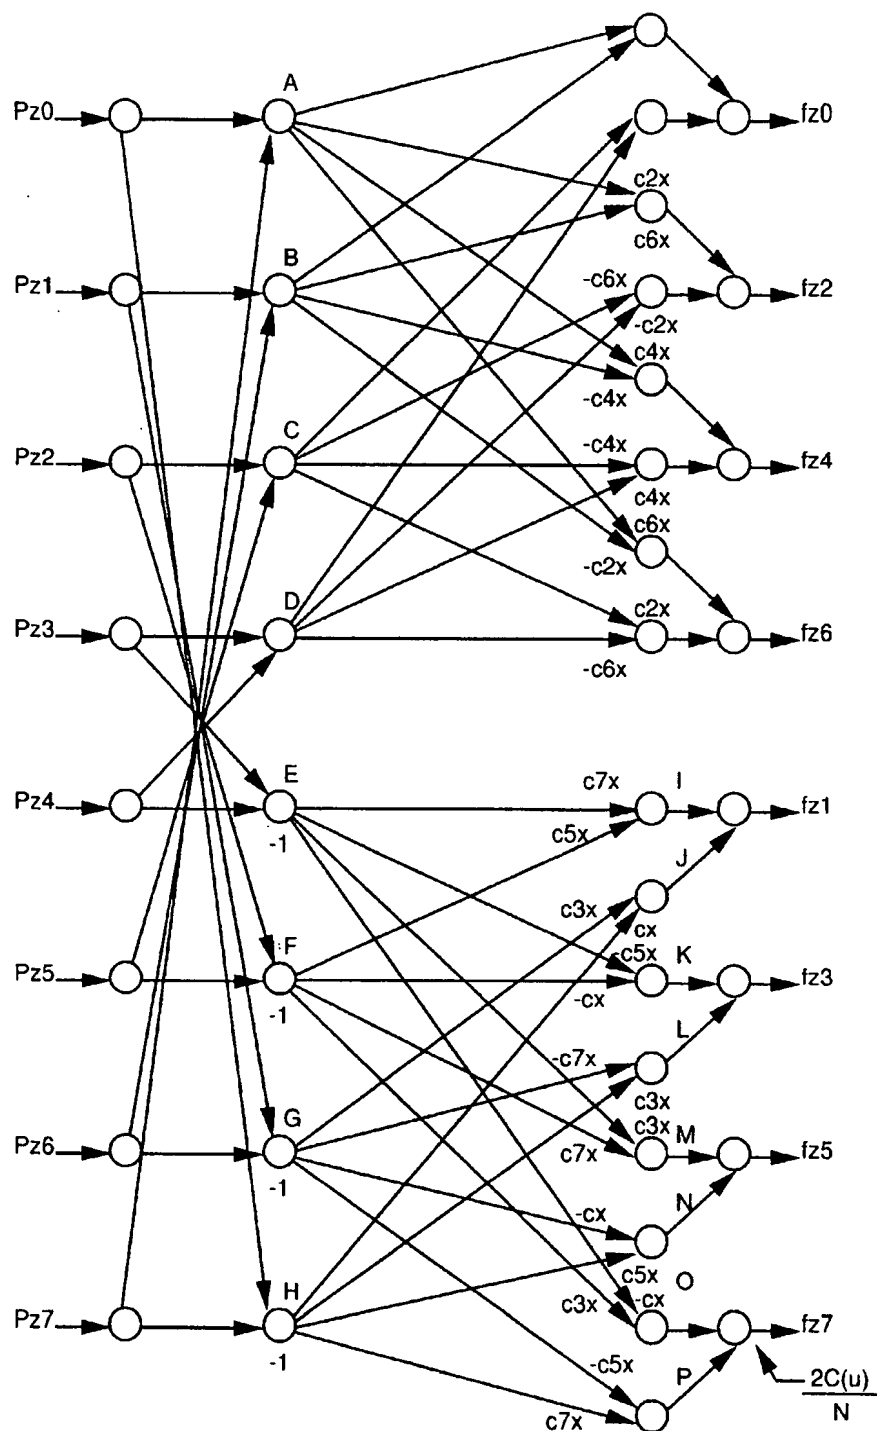 A
Pz0
fz0
c2x
c6x
B
Pz1
-c6x
fz2
-c2x
c4x
-c4x
C
-c4x
Pz2
fz4
c4x
c6x
-c2x
D
c2x
Pz3
fz6
-c6x
E
c7x
I
Pz4
fz1
-1
c5x
J
c3x
cx
F
-c5x
K
Pz5
fz3
-1
-cx
L
-c7x
c3x
G
c3x
M
Pz6
c7x
fz5
-1
-cx
N
c5x
O
H
c3x
-cx
Pz7
fz7
-1
-c5x
P
2C(u)
N
c7x